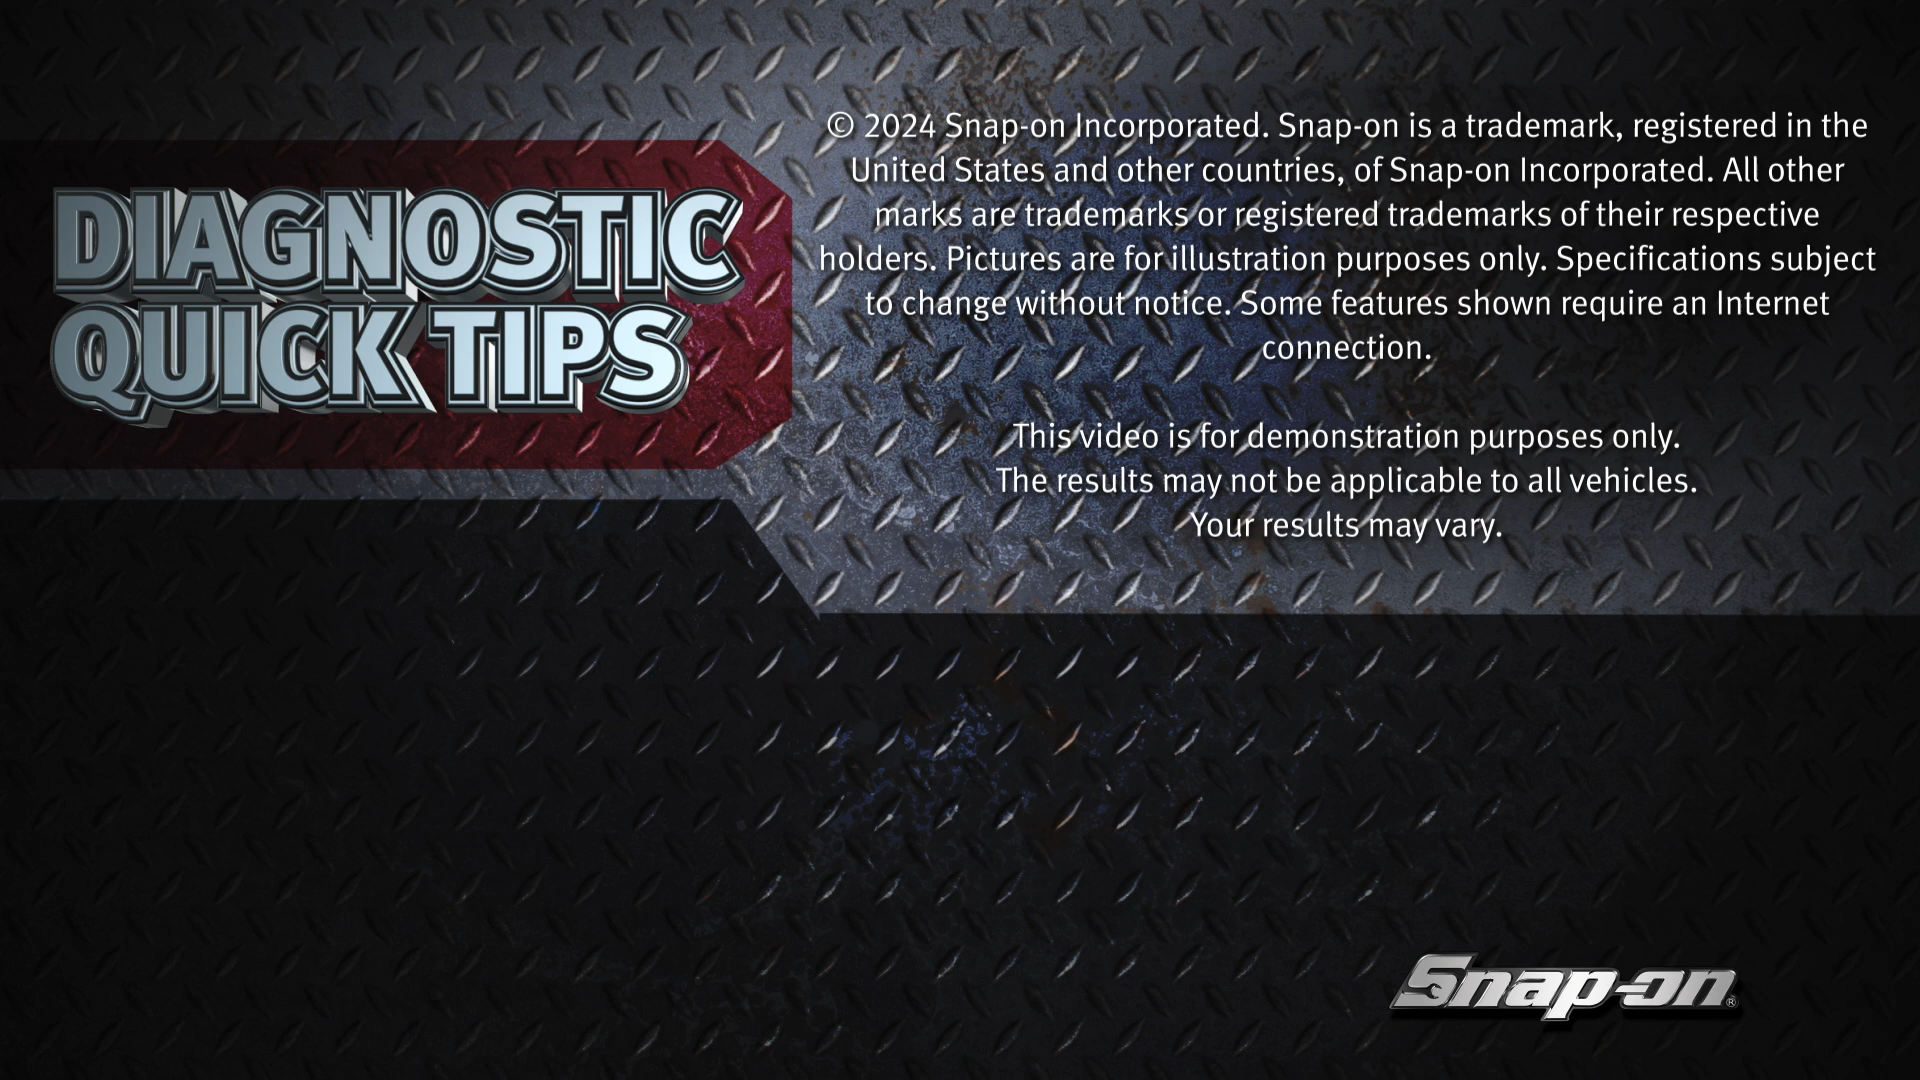 DIAGNOSTIC
QUICK TIPS
© 2024 Snap-on Incorporated. Snap-on is a trademark, registered in the
United States and other countries, of Snap-on Incorporated. All other
marks are trademarks or registered trademarks of their respective
holders. Pictures are for illustration purposes only. Specifications subject
to change without notice. Some features shown require an Internet
connection.
This video is for demonstration purposes only.
The results may not be applicable to all vehicles.
Your results may vary.
Snap-on®